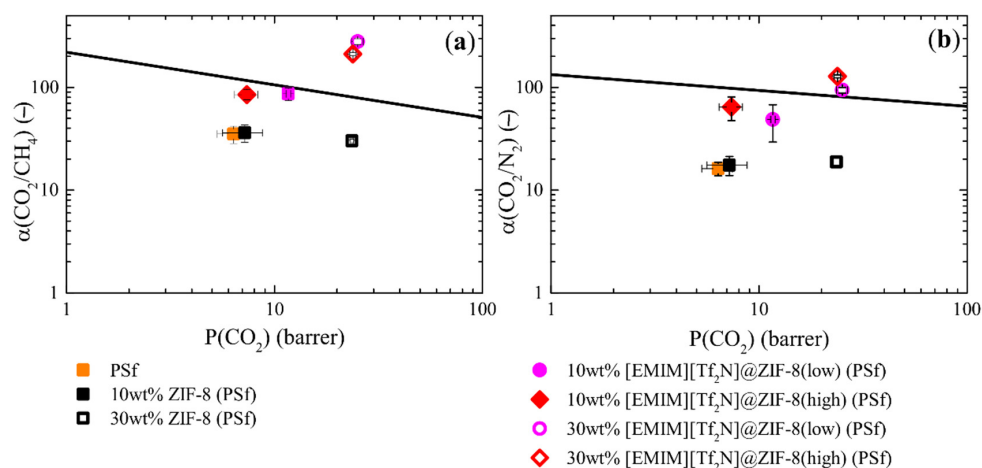 (a)
100
10
1
1
10
100
α(CO₂/CH₄) (–)
P(CO₂) (barrer)
(b)
100
10
1
1
10
100
α(CO₂/N₂) (–)
P(CO₂) (barrer)
PSf
10wt% ZIF-8 (PSf)
30wt% ZIF-8 (PSf)
10wt% [EMIM][Tf₂N]@ZIF-8(low) (PSf)
10wt% [EMIM][Tf₂N]@ZIF-8(high) (PSf)
30wt% [EMIM][Tf₂N]@ZIF-8(low) (PSf)
30wt% [EMIM][Tf₂N]@ZIF-8(high) (PSf)